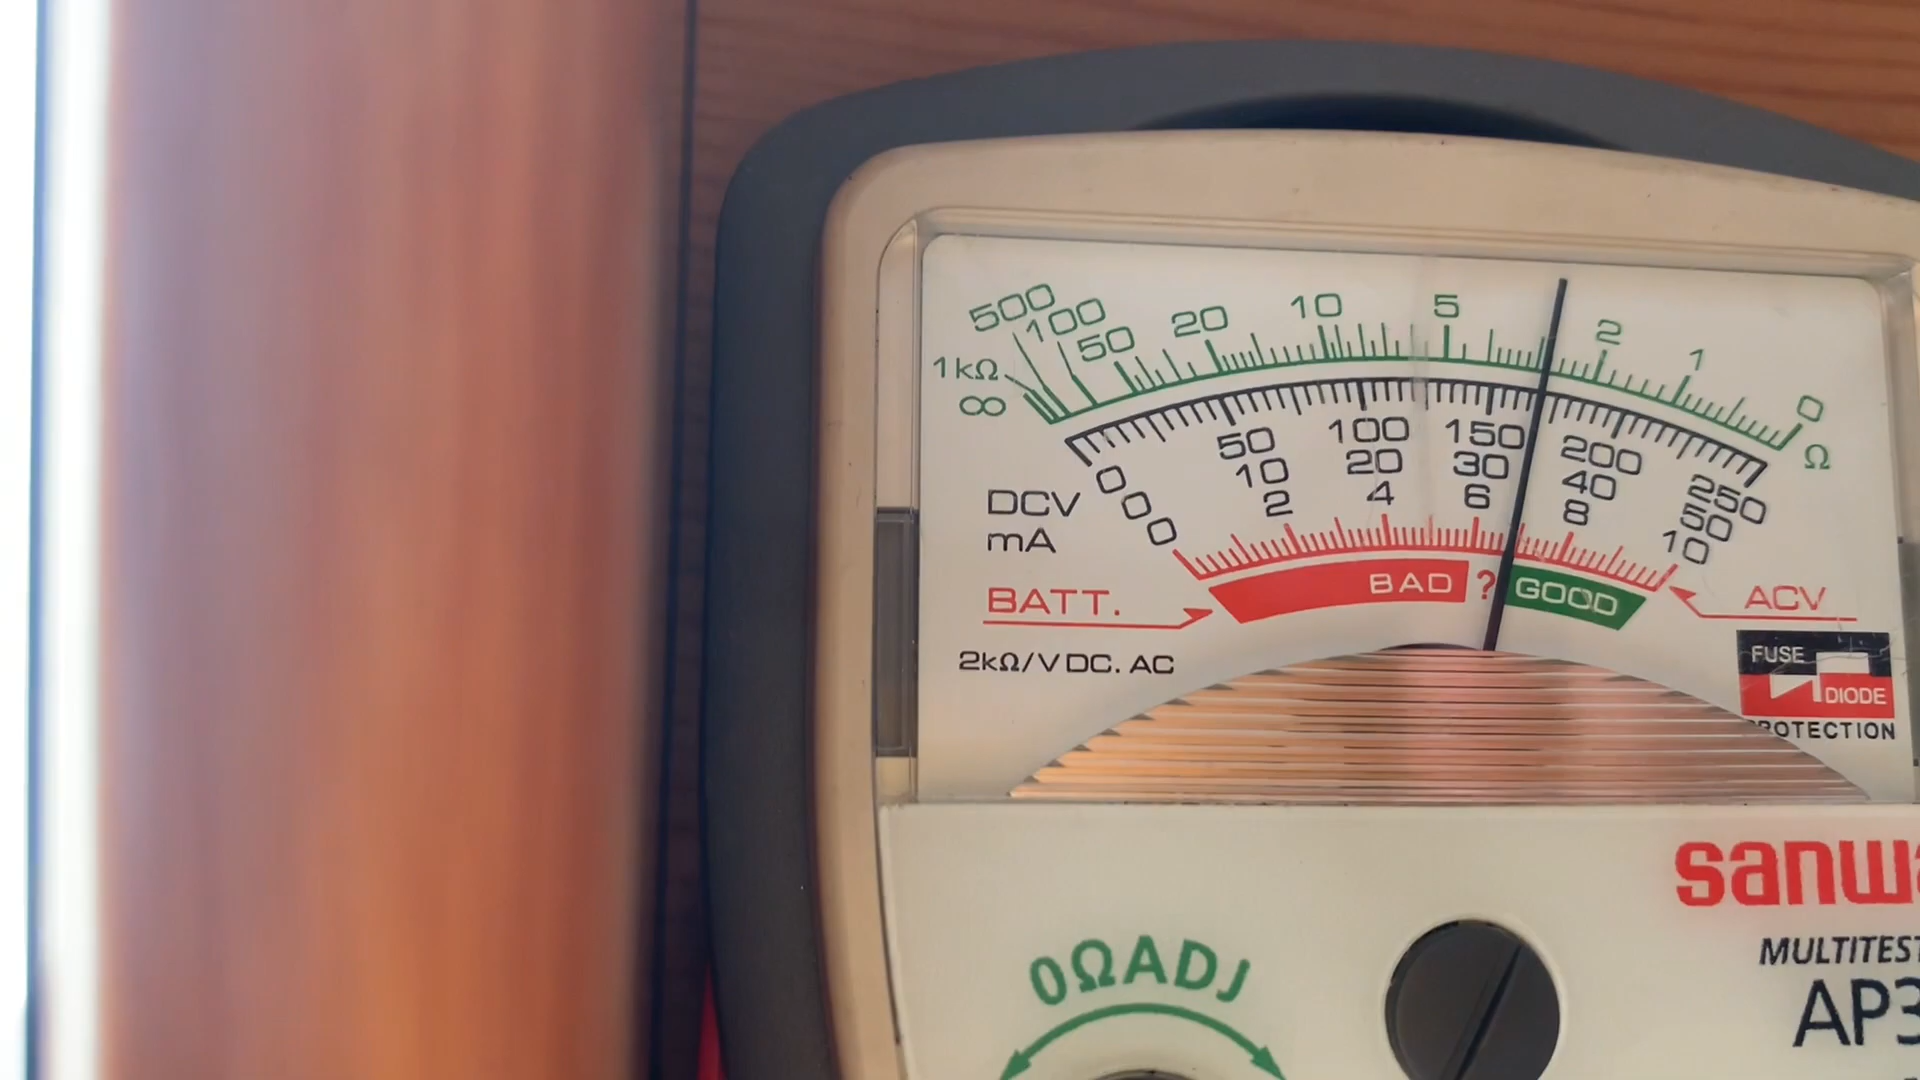 500
100
50
20
10
5
2
1
0
1kΩ
∞
Ω
0 50 100 150 200 250
0 10 20 30 40 50
0 2 4 6 8 10
DCV
mA
BATT.
BAD ? GOOD
ACV
2kΩ/V DC. AC
FUSE
DIODE
PROTECTION
sanwa
0ΩADJ
MULTITEST
AP3